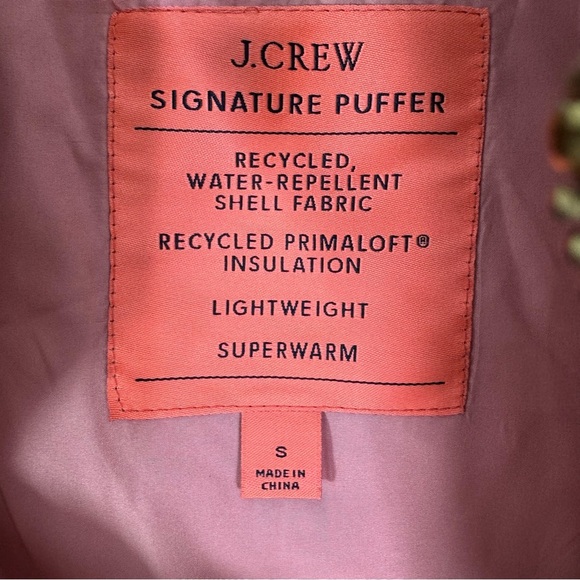 J.CREW
SIGNATURE PUFFER
RECYCLED,
WATER-REPELLENT
SHELL FABRIC
RECYCLED PRIMALOFT®
INSULATION
LIGHTWEIGHT
SUPERWARM
S
MADE IN
CHINA